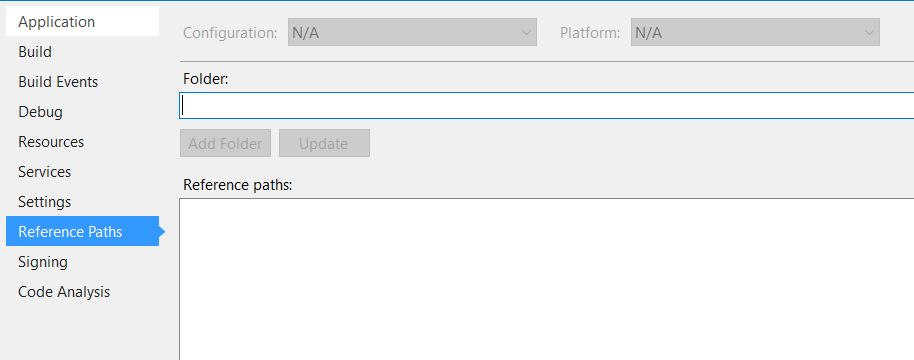 Application
Build
Build Events
Debug
Resources
Services
Settings
Reference Paths
Signing
Code Analysis
Configuration: N/A Platform: N/A
Folder:
Add Folder Update
Reference paths: